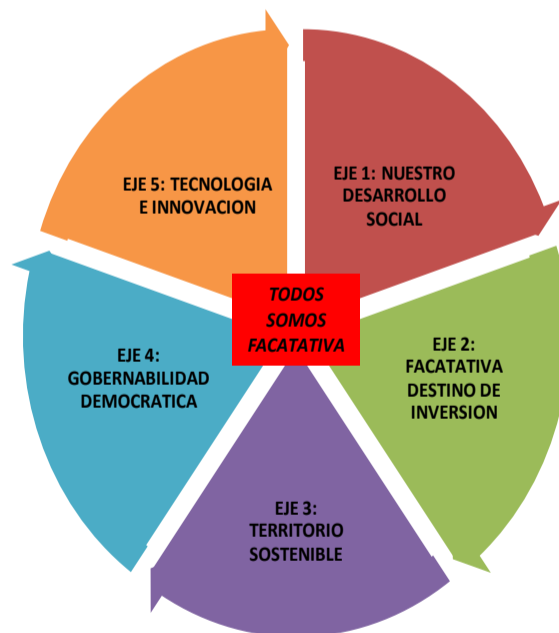 EJE 5: TECNOLOGIA
E INNOVACION
EJE 1: NUESTRO
DESARROLLO
SOCIAL
TODOS
SOMOS
FACATATIVA
EJE 4:
GOBERNABILIDAD
DEMOCRATICA
EJE 2:
FACATATIVA
DESTINO DE
INVERSION
EJE 3:
TERRITORIO
SOSTENIBLE